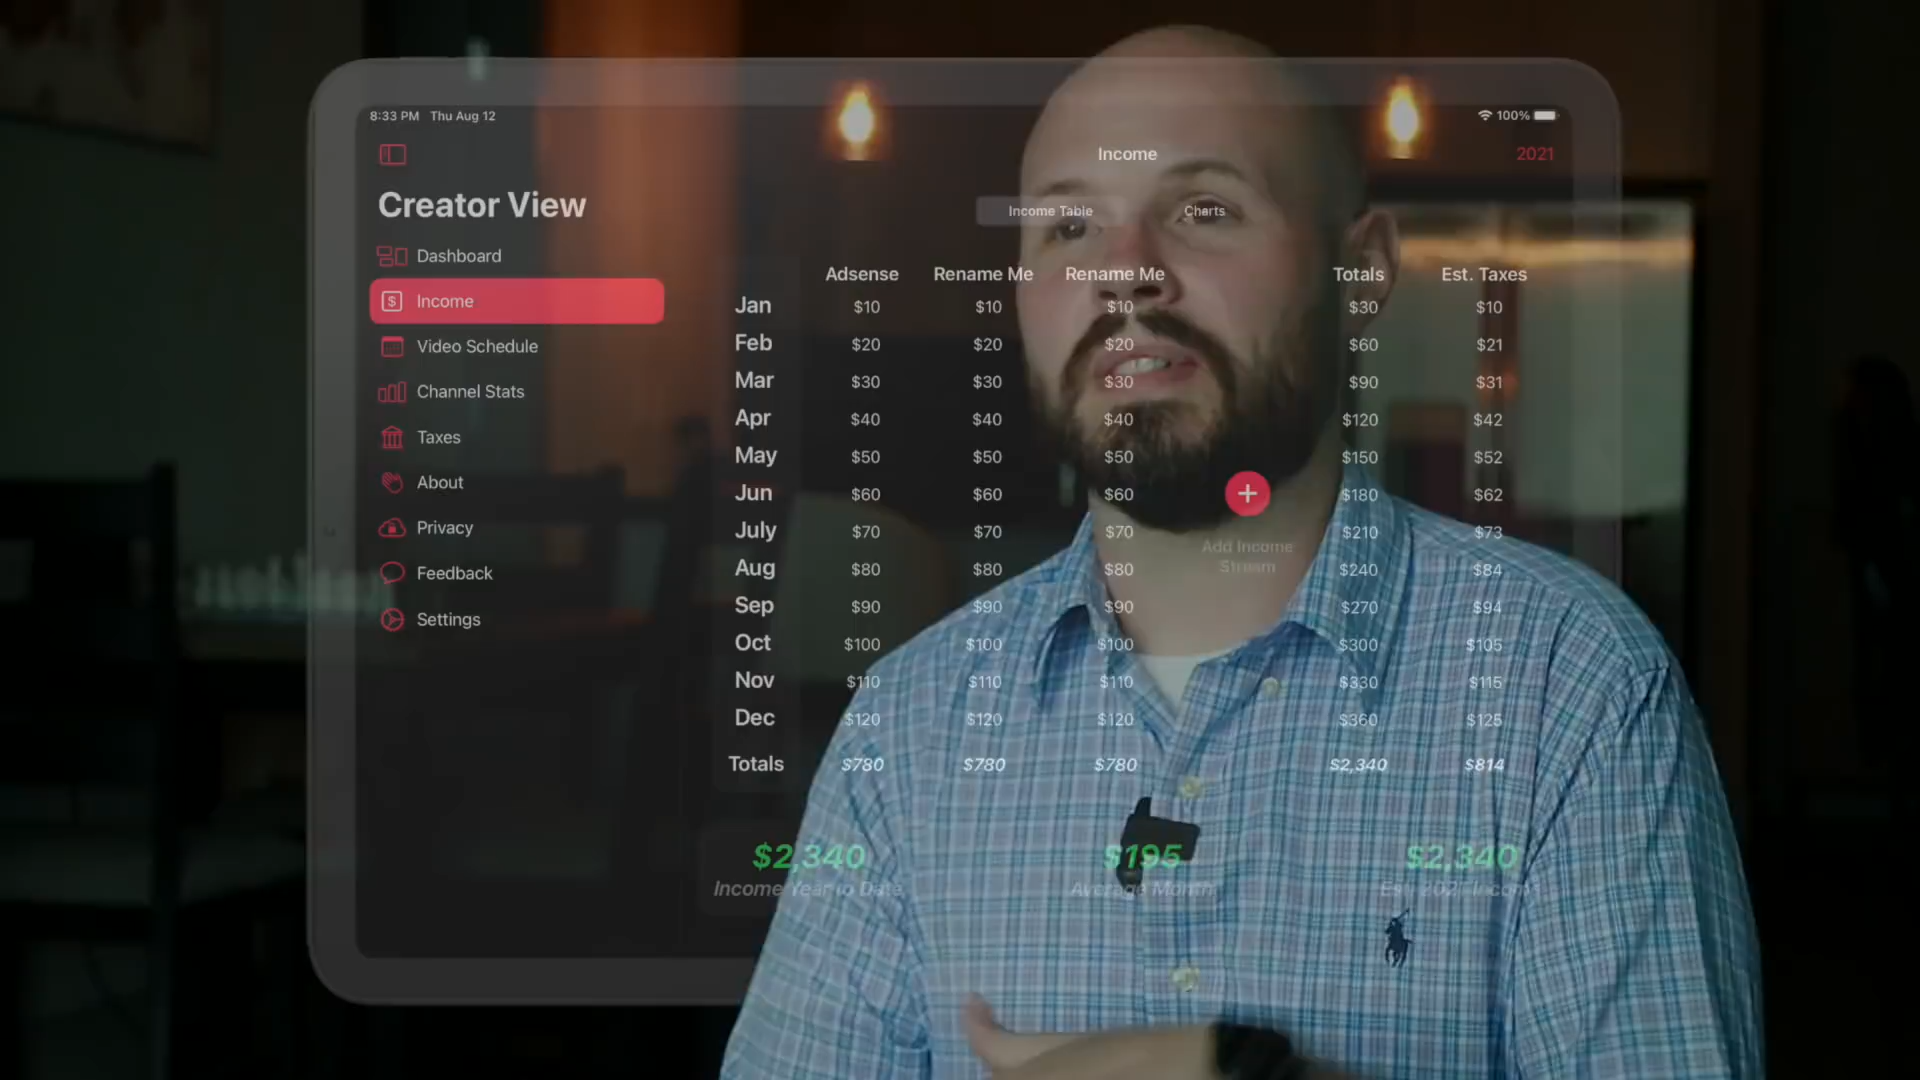 8:33 PM Thu Aug 12
100%
Income
2021
Creator View
Income Table Charts
Dashboard
Income
Video Schedule
Channel Stats
Taxes
About
Privacy
Feedback
Settings
Adsense Rename Me Rename Me Totals Est. Taxes
Jan $10 $10 $10 $30 $10
Feb $20 $20 $20 $60 $21
Mar $30 $30 $30 $90 $31
Apr $40 $40 $40 $120 $42
May $50 $50 $50 $150 $52
Jun $60 $60 $60 $180 $62
July $70 $70 $70 $210 $73
Aug $80 $80 $80 $240 $84
Sep $90 $90 $90 $270 $94
Oct $100 $100 $100 $300 $105
Nov $110 $110 $110 $330 $115
Dec $120 $120 $120 $360 $125
Totals $780 $780 $780 $2,340 $814
Add Income
Stream
$2,340 $195 $2,340
Income Year to Date Average Month Est. 2021 Income